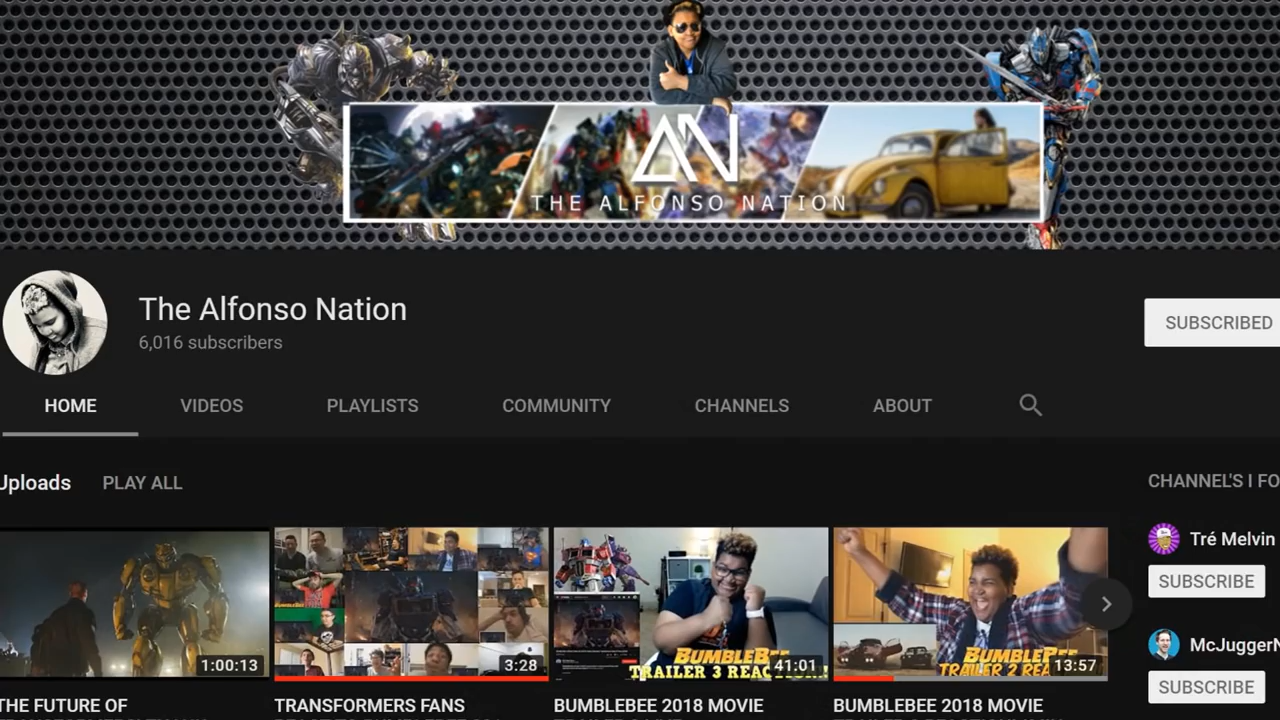 AN
THE ALFONSO NATION
The Alfonso Nation
6,016 subscribers
SUBSCRIBED
HOME VIDEOS PLAYLISTS COMMUNITY CHANNELS ABOUT
Uploads PLAY ALL
CHANNEL'S I FO
Tré Melvin
SUBSCRIBE
McJuggerN
SUBSCRIBE
1:00:13
3:28
BUMBLEBEE
TRAILER 3 REAC
41:01
BUMBLEBEE
TRAILER 2 REA
13:57
THE FUTURE OF
TRANSFORMERS FANS
BUMBLEBEE 2018 MOVIE
BUMBLEBEE 2018 MOVIE